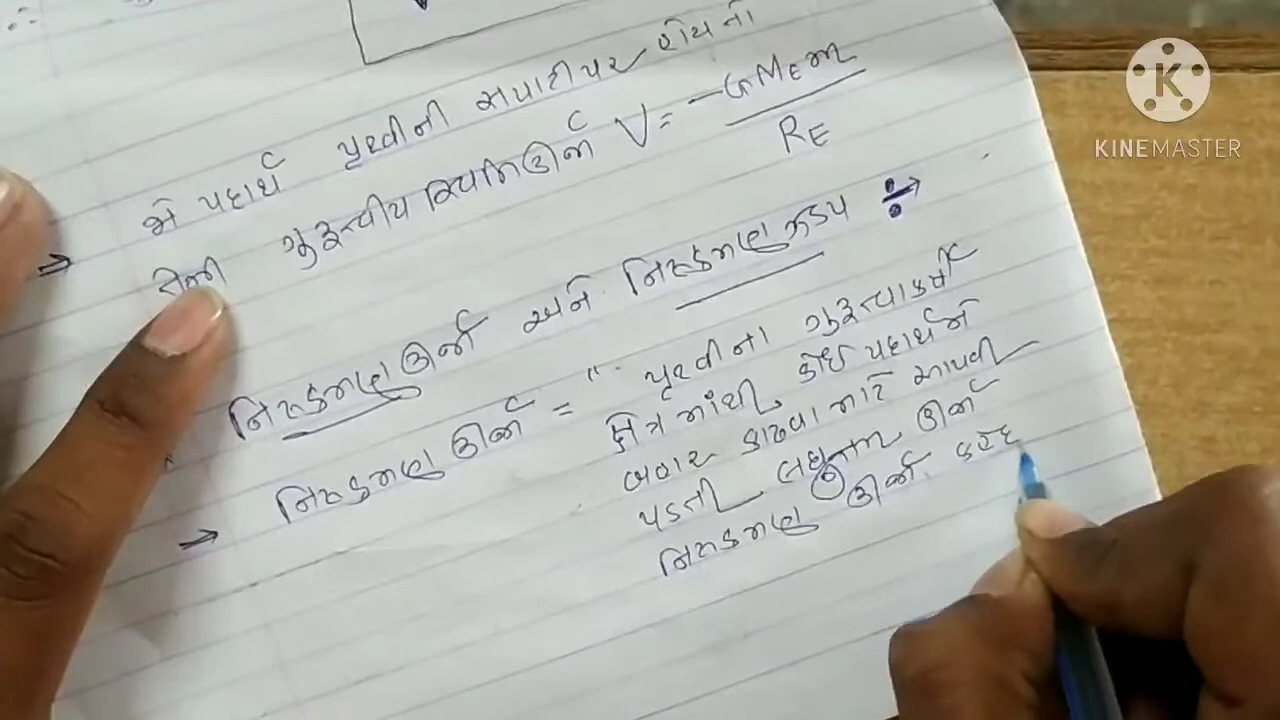 જો પદાર્થ પૃથ્વીની સપાટી પર હોય તો
તેની ગુરુત્વીય સ્થિતિઊર્જા V = -GMEm / RE
નિષ્ક્રમણ ઊર્જા અને નિષ્ક્રમણ ઝડપ ÷→
→ નિષ્ક્રમણ ઊર્જા = "પૃથ્વીના ગુરુત્વાકર્ષી
ક્ષેત્રમાંથી કોઈ પદાર્થને
બહાર કાઢવા માટે આપવી
પડતી લઘુત્તમ ઊર્જા
નિષ્ક્રમણ ઊર્જા કહે
KINEMASTER